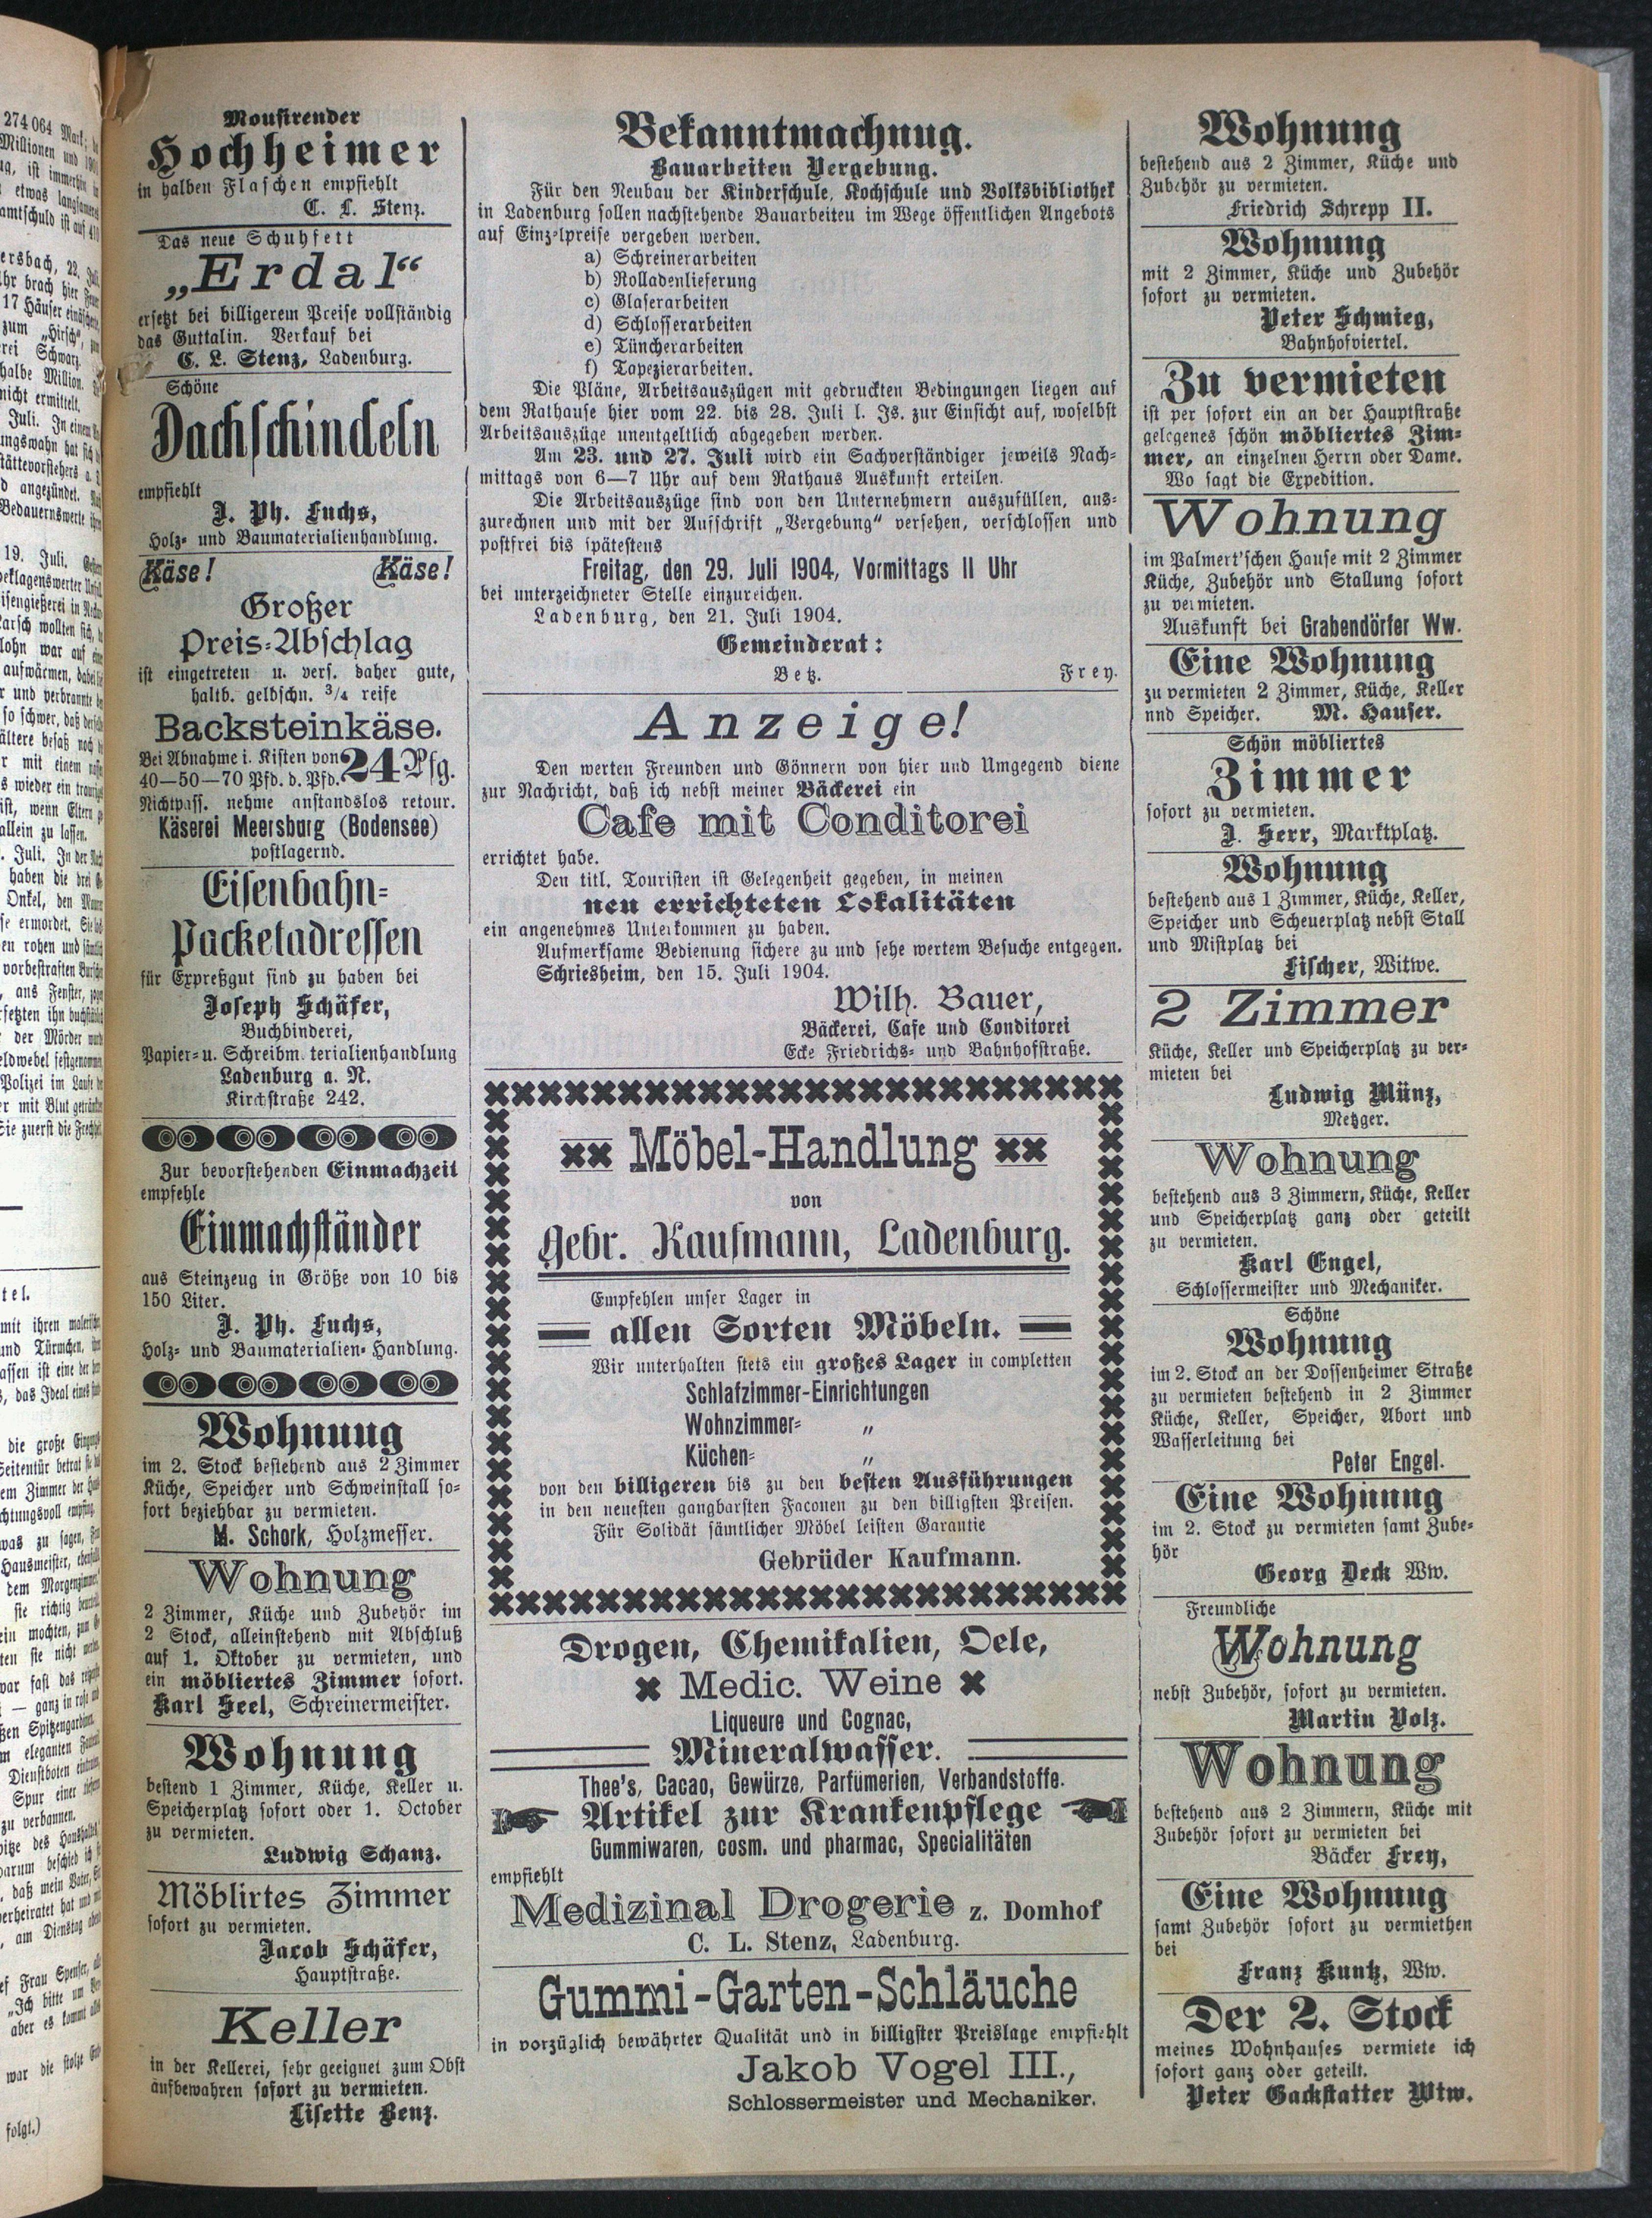 Mousirender
Hochheimer
in halben Flaschen empfiehlt
C. L. Stenz.
Das neue Schuhfett
„Erdal“
ersetzt bei billigerem Preise vollständig
das Guttalin. Verkauf bei
C. L. Stenz, Ladenburg.
Schöne
Dachschindeln
empfiehlt
J. Ph. Fuchs,
Holz- und Baumaterialienhandlung.
Käse! Käse!
Großer
Preis-Abschlag
ist eingetreten u. vers. daher gute,
haltb. gelbschn. 3/4 reife
Backsteinkäse.
Bei Abnahme i. Kisten von
40—50—70 Pfd. d. Pfd. 24 Pfg.
Nichtpass. nehme anstandslos retour.
Käserei Meersburg (Bodensee)
postlagernd.
Eisenbahn-
Packetadressen
für Expreßgut sind zu haben bei
Joseph Schäfer,
Buchbinderei,
Papier- u. Schreibm terialienhandlung
Ladenburg a. N.
Kirchstraße 242.
Zur bevorstehenden Einmachzeit
empfehle
Einmachständer
aus Steinzeug in Größe von 10 bis
150 Liter.
J. Ph. Fuchs,
Holz- und Baumaterialien-Handlung.
Wohnung
im 2. Stock bestehend aus 2 Zimmer
Küche, Speicher und Schweinstall so-
fort beziehbar zu vermieten.
M. Schork, Holzmesser.
Wohnung
2 Zimmer, Küche und Zubehör im
2 Stock, alleinstehend mit Abschluß
auf 1. Oktober zu vermieten, und
ein möbliertes Zimmer sofort.
Karl Heel, Schreinermeister.
Wohnung
bestend 1 Zimmer, Küche, Keller u.
Speicherplatz sofort oder 1. October
zu vermieten.
Ludwig Schanz.
Möblirtes Zimmer
sofort zu vermieten.
Jacob Schäfer,
Hauptstraße.
Keller
in der Kellerei, sehr geeignet zum Obst
aufbewahren sofort zu vermieten.
Lisette Benz.
Bekanntmachung.
Bauarbeiten Vergebung.
Für den Neubau der Kinderschule, Kochschule und Volksbibliothek
in Ladenburg sollen nachstehende Bauarbeiten im Wege öffentlichen Angebots
auf Einzelpreise vergeben werden.
a) Schreinerarbeiten
b) Rolladenlieferung
c) Glaserarbeiten
d) Schlosserarbeiten
e) Tüncherarbeiten
f) Tapezierarbeiten.
Die Pläne, Arbeitsauszügen mit gedruckten Bedingungen liegen auf
dem Rathause hier vom 22. bis 28. Juli l. Js. zur Einsicht auf, woselbst
Arbeitsauszüge unentgeltlich abgegeben werden.
Am 23. und 27. Juli wird ein Sachverständiger jeweils Nach-
mittags von 6—7 Uhr auf dem Rathaus Auskunft erteilen.
Die Arbeitsauszüge sind von den Unternehmern auszufüllen, aus-
zurechnen und mit der Aufschrift „Vergebung“ versehen, verschlossen und
postfrei bis spätestens
Freitag, den 29. Juli 1904, Vormittags 11 Uhr
bei unterzeichneter Stelle einzureichen.
Ladenburg, den 21. Juli 1904.
Gemeinderat:
Betz. Frey.
Anzeige!
Den werten Freunden und Gönnern von hier und Umgegend diene
zur Nachricht, daß ich nebst meiner Bäckerei ein
Cafe mit Conditorei
errichtet habe.
Den titl. Touristen ist Gelegenheit gegeben, in meinen
neu errichteten Lokalitäten
ein angenehmes Unterkommen zu haben.
Aufmerksame Bedienung sichere zu und sehe wertem Besuche entgegen.
Schriesheim, den 15. Juli 1904.
Wilh. Bauer,
Bäckerei, Cafe und Conditorei
Ecke Friedrichs- und Bahnhofstraße.
Möbel-Handlung
von
Gebr. Kaufmann, Ladenburg.
Empfehlen unser Lager in
allen Sorten Möbeln.
Wir unterhalten stets ein großes Lager in completten
Schlafzimmer-Einrichtungen
Wohnzimmer- „
Küchen- „
von den billigeren bis zu den besten Ausführungen
in den neuesten gangbarsten Faconen zu den billigsten Preisen.
Für Solidät sämtlicher Möbel leisten Garantie
Gebrüder Kaufmann.
Drogen, Chemikalien, Oele,
Medic. Weine
Liqueure und Cognac,
Mineralwasser.
Thee's, Cacao, Gewürze, Parfümerien, Verbandstoffe.
Artikel zur Krankenpflege
Gummiwaren, cosm. und pharmac, Specialitäten
empfiehlt
Medizinal Drogerie z. Domhof
C. L. Stenz, Ladenburg.
Gummi-Garten-Schläuche
in vorzüglich bewährter Qualität und in billigster Preislage empfiehlt
Jakob Vogel III.,
Schlossermeister und Mechaniker.
Wohnung
bestehend aus 2 Zimmer, Küche und
Zubehör zu vermieten.
Friedrich Schrepp II.
Wohnung
mit 2 Zimmer, Küche und Zubehör
sofort zu vermieten.
Peter Schmieg,
Bahnhofviertel.
Zu vermieten
ist per sofort ein an der Hauptstraße
gelegenes schön möbliertes Zim-
mer, an einzelnen Herrn oder Dame.
Wo sagt die Expedition.
Wohnung
im Palmert'schen Hause mit 2 Zimmer
Küche, Zubehör und Stallung sofort
zu vermieten.
Auskunft bei Grabendörfer Ww.
Eine Wohnung
zu vermieten 2 Zimmer, Küche, Keller
nnd Speicher. M. Hauser.
Schön möbliertes
Zimmer
sofort zu vermieten.
J. Herr, Marktplatz.
Wohnung
bestehend aus 1 Zimmer, Küche, Keller,
Speicher und Scheuerplatz nebst Stall
und Mistplatz bei
Fischer, Witwe.
2 Zimmer
Küche, Keller und Speicherplatz zu ver-
mieten bei
Ludwig Münz,
Metzger.
Wohnung
bestehend aus 3 Zimmern, Küche, Keller
und Speicherplatz ganz oder geteilt
zu vermieten.
Karl Engel,
Schlossermeister und Mechaniker.
Schöne
Wohnung
im 2. Stock an der Dossenheimer Straße
zu vermieten bestehend in 2 Zimmer
Küche, Keller, Speicher, Abort und
Wasserleitung bei
Peter Engel.
Eine Wohnung
im 2. Stock zu vermieten samt Zube-
hör
Georg Deck Ww.
Freundliche
Wohnung
nebst Zubehör, sofort zu vermieten.
Martin Volz.
Wohnung
bestehend aus 2 Zimmern, Küche mit
Zubehör sofort zu vermieten bei
Bäcker Frey,
Eine Wohnung
samt Zubehör sofort zu vermiethen
bei
Franz Kuntz, Ww.
Der 2. Stock
meines Wohnhauses vermiete ich
sofort ganz oder geteilt.
Peter Gackstatter Wtw.